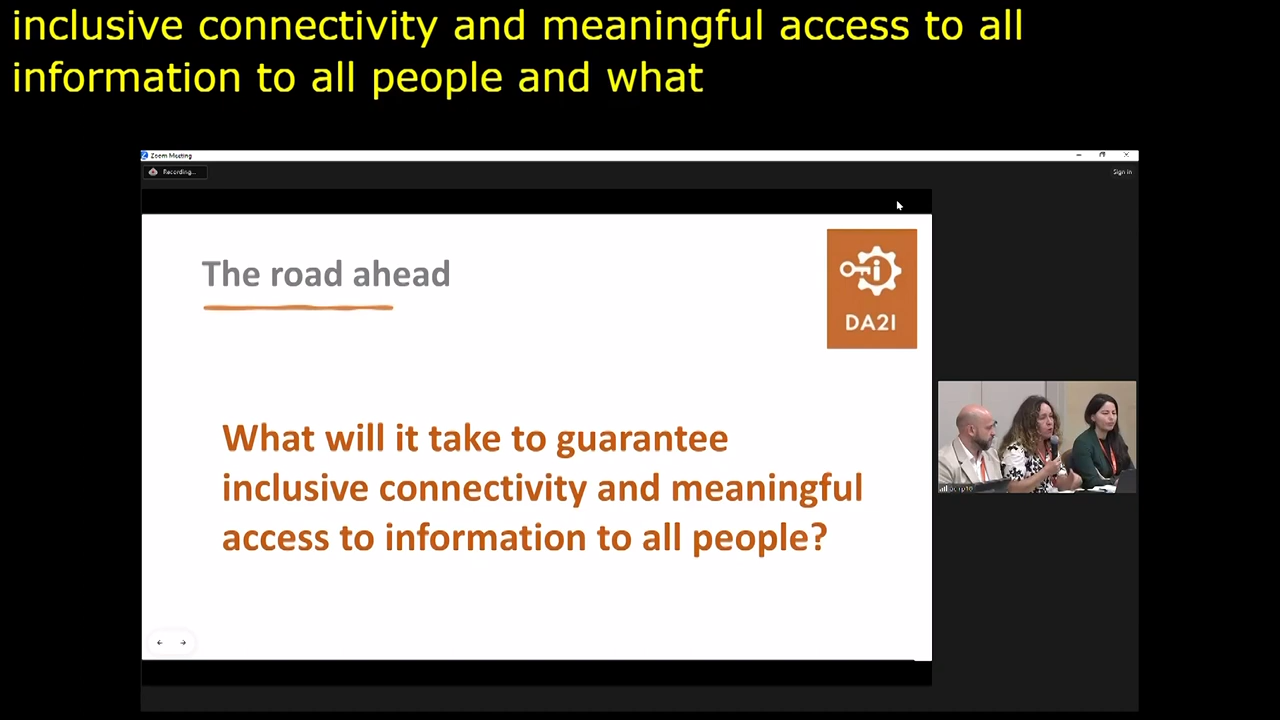 inclusive connectivity and meaningful access to all
information to all people and what
Zoom Meeting
Recording...
Sign in
The road ahead
DA2I
What will it take to guarantee
inclusive connectivity and meaningful
access to information to all people?